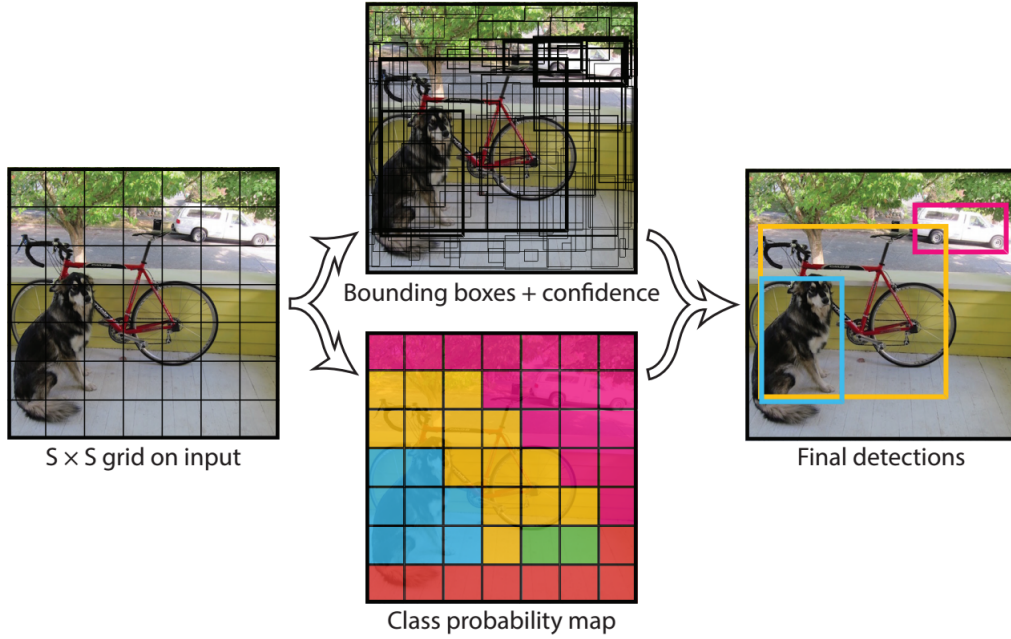 S × S grid on input
Bounding boxes + confidence
Class probability map
Final detections